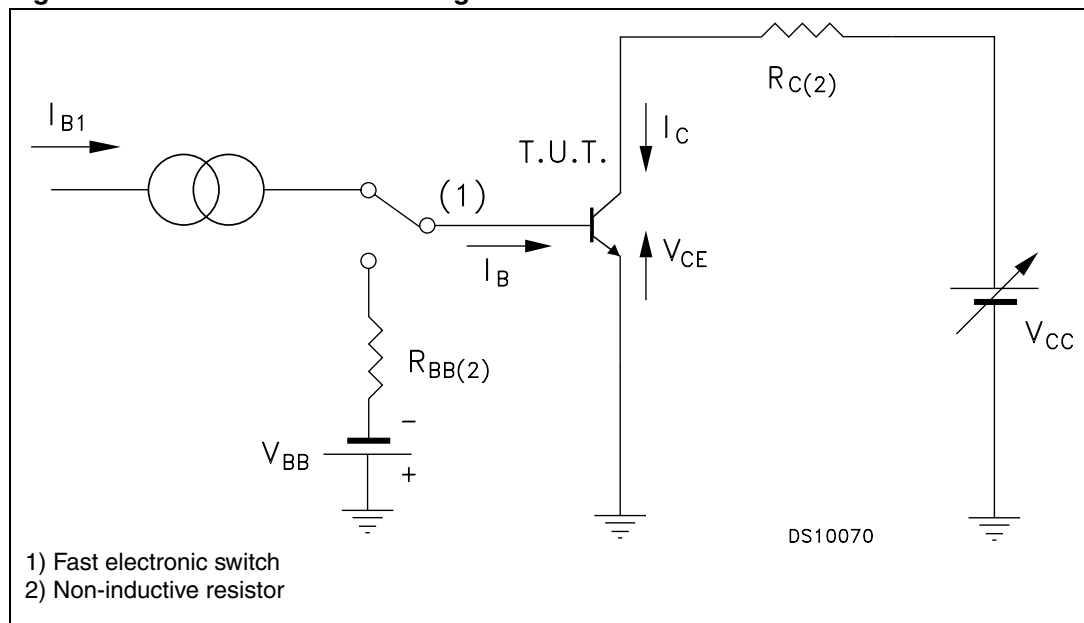 I_B1
R_C(2)
I_C
T.U.T.
(1)
V_CE
I_B
V_CC
R_BB(2)
−
V_BB
+
DS10070
1) Fast electronic switch
2) Non-inductive resistor